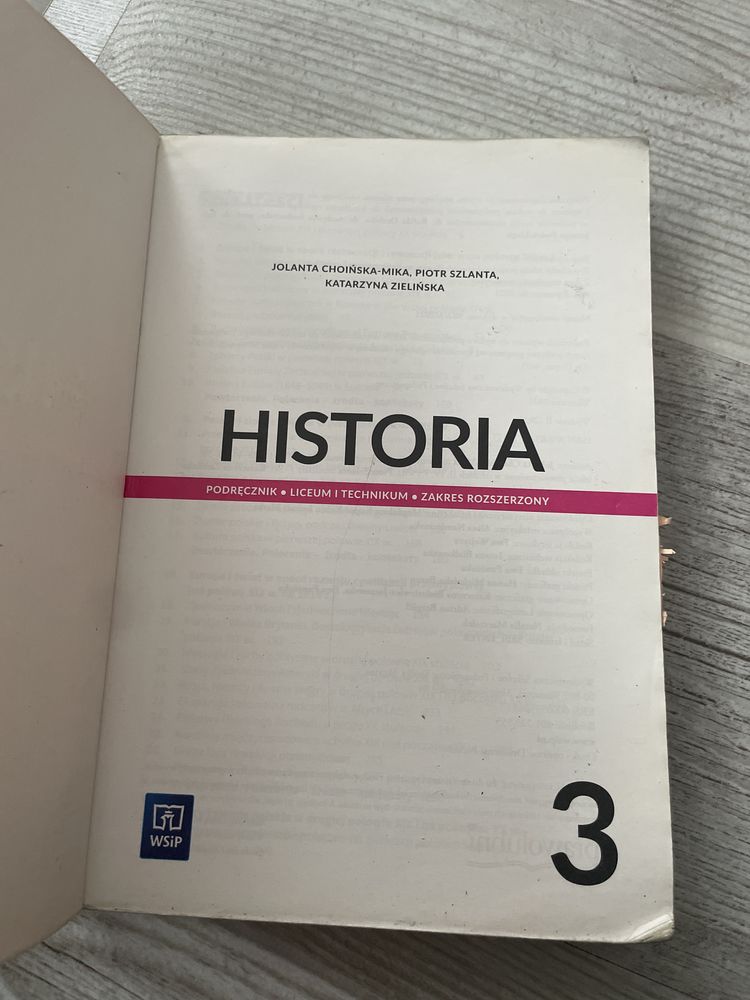 JOLANTA CHOIŃSKA-MIKA, PIOTR SZLANTA,
KATARZYNA ZIELIŃSKA
HISTORIA
PODRĘCZNIK • LICEUM I TECHNIKUM • ZAKRES ROZSZERZONY
WSiP
3